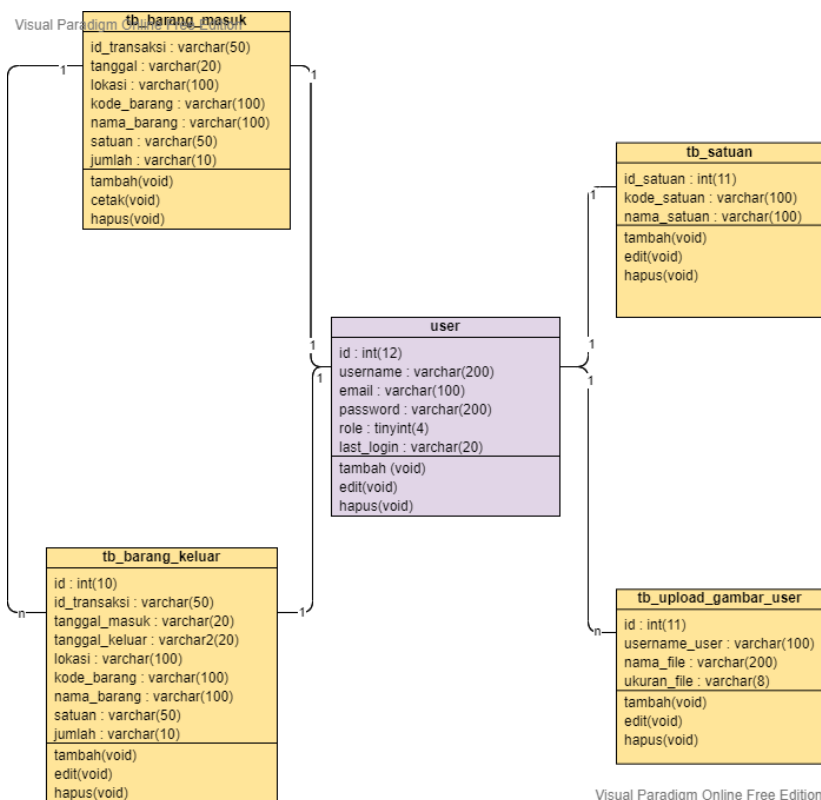 tb_barang_masuk
Visual Paradigm Online Free Edition
id_transaksi : varchar(50)
tanggal : varchar(20)
lokasi : varchar(100)
kode_barang : varchar(100)
nama_barang : varchar(100)
satuan : varchar(50)
jumlah : varchar(10)
tambah(void)
cetak(void)
hapus(void)
1
1
tb_satuan
id_satuan : int(11)
kode_satuan : varchar(100)
nama_satuan : varchar(100)
tambah(void)
edit(void)
hapus(void)
1
user
id : int(12)
username : varchar(200)
email : varchar(100)
password : varchar(200)
role : tinyint(4)
last_login : varchar(20)
tambah (void)
edit(void)
hapus(void)
1
1
1
1
tb_barang_keluar
id : int(10)
id_transaksi : varchar(50)
tanggal_masuk : varchar(20)
tanggal_keluar : varchar2(20)
lokasi : varchar(100)
kode_barang : varchar(100)
nama_barang : varchar(100)
satuan : varchar(50)
jumlah : varchar(10)
tambah(void)
edit(void)
hapus(void)
n
1
tb_upload_gambar_user
id : int(11)
username_user : varchar(100)
nama_file : varchar(200)
ukuran_file : varchar(8)
tambah(void)
edit(void)
hapus(void)
n
Visual Paradigm Online Free Edition